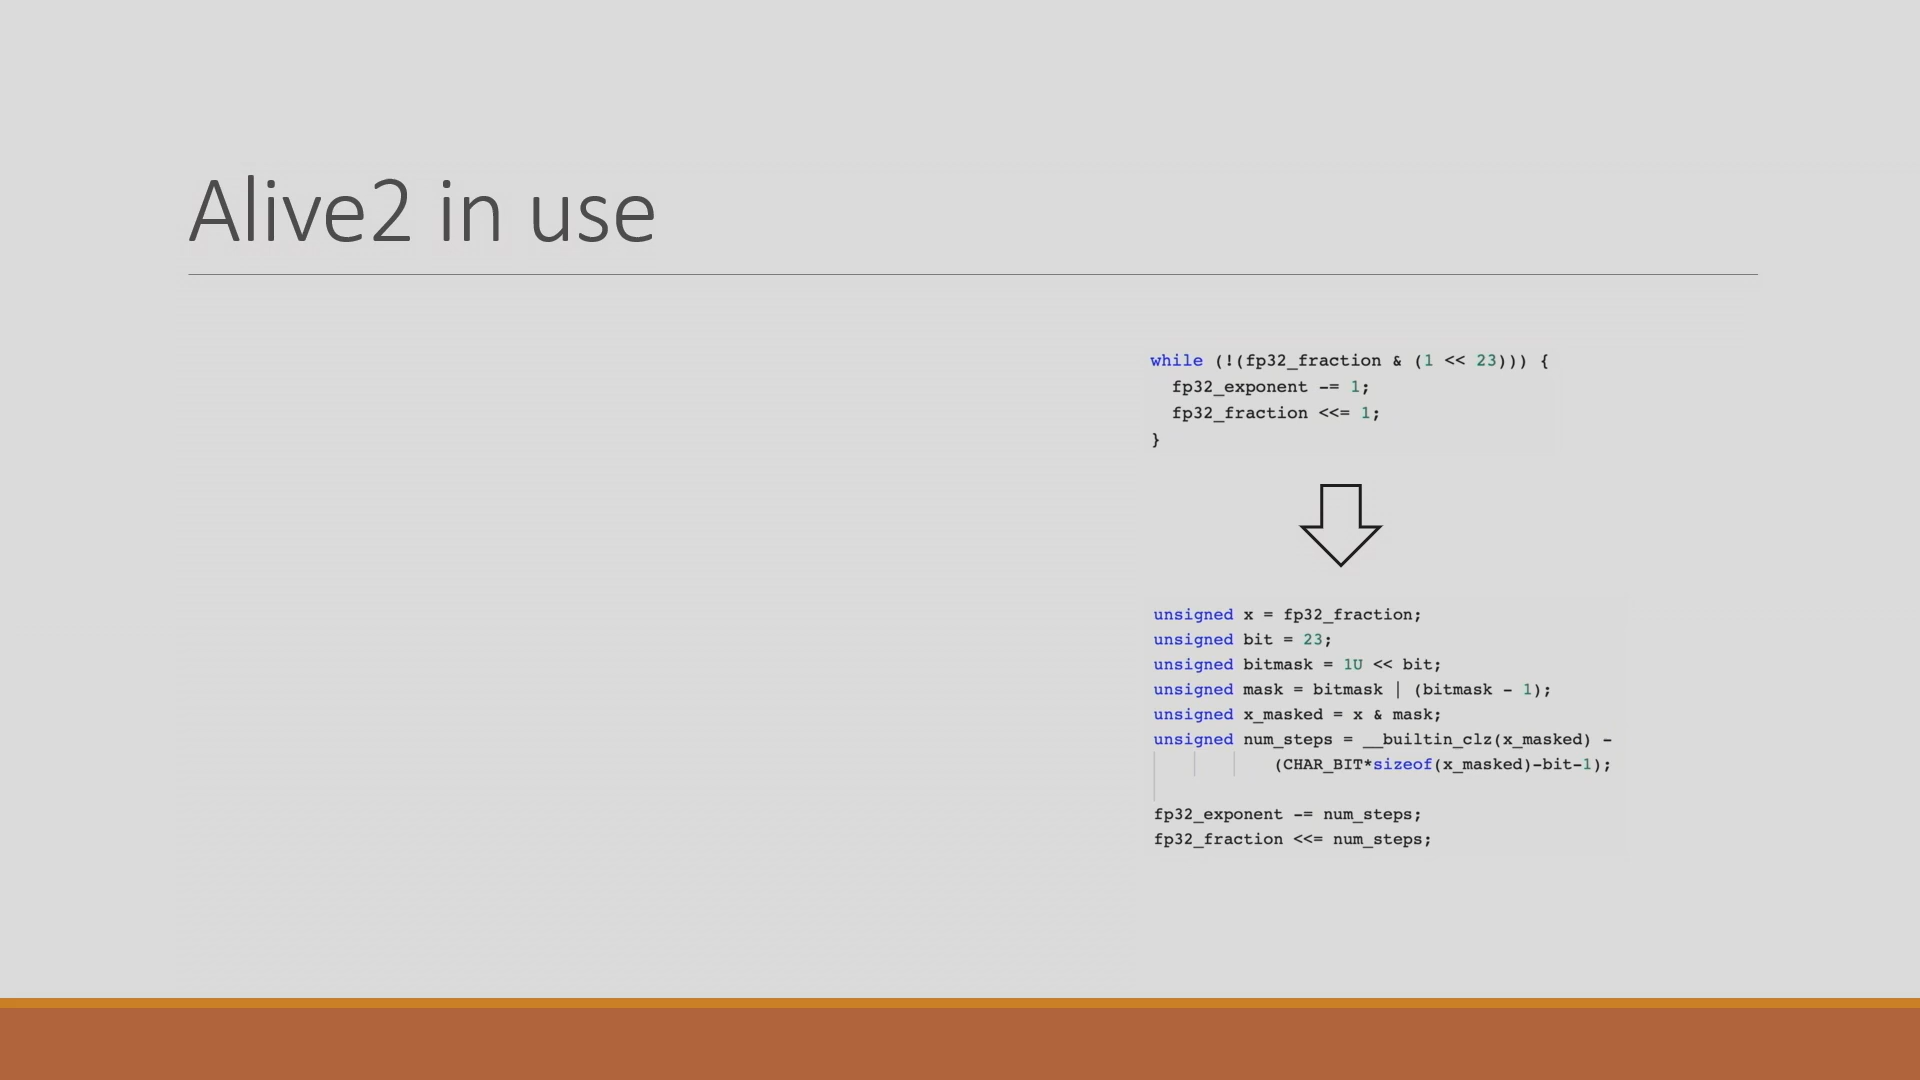 Alive2 in use
while (!(fp32_fraction & (1 << 23))) {
fp32_exponent -= 1;
fp32_fraction <<= 1;
}
unsigned x = fp32_fraction;
unsigned bit = 23;
unsigned bitmask = 1U << bit;
unsigned mask = bitmask | (bitmask - 1);
unsigned x_masked = x & mask;
unsigned num_steps = __builtin_clz(x_masked) -
(CHAR_BIT*sizeof(x_masked)-bit-1);
fp32_exponent -= num_steps;
fp32_fraction <<= num_steps;